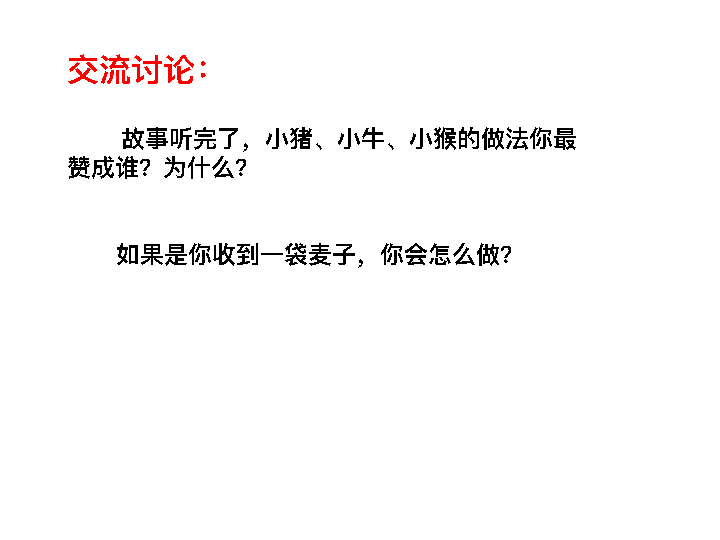 交流讨论：
故事听完了，小猪、小牛、小猴的做法你最
赞成谁？为什么？
如果是你收到一袋麦子，你会怎么做？